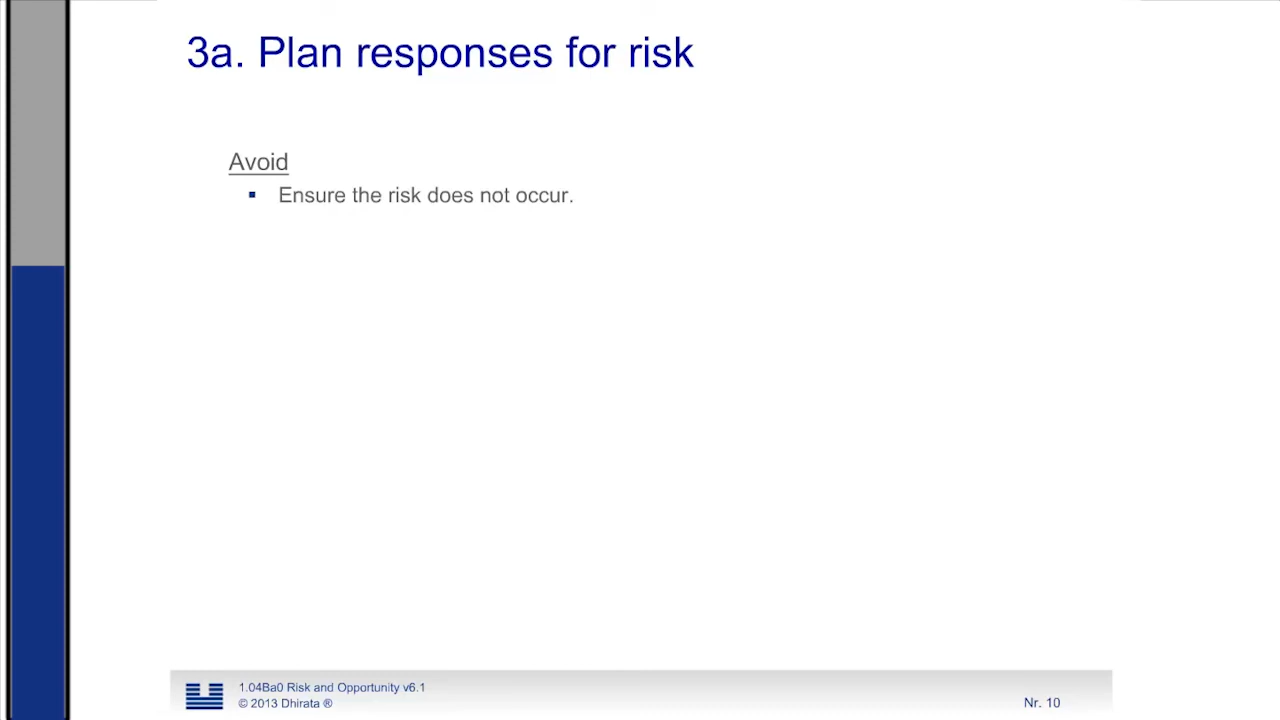 3a. Plan responses for risk
Avoid
▪ Ensure the risk does not occur.
1.04Ba0 Risk and Opportunity v6.1
© 2013 Dhirata ®
Nr. 10